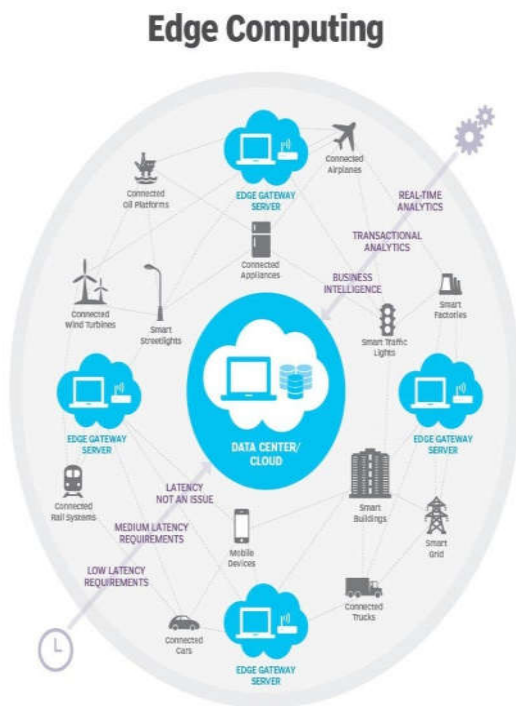 Edge Computing
Connected
Airplanes
Connected
Oil Platforms
EDGE GATEWAY
SERVER
REAL-TIME
ANALYTICS
TRANSACTIONAL
ANALYTICS
Connected
Appliances
BUSINESS
INTELLIGENCE
Connected
Wind Turbines
Smart
Streetlights
Smart
Factories
Smart Traffic
Lights
EDGE GATEWAY
SERVER
DATA CENTER/
CLOUD
EDGE GATEWAY
SERVER
LATENCY
NOT AN ISSUE
Connected
Rail Systems
Smart
Buildings
MEDIUM LATENCY
REQUIREMENTS
Mobile
Devices
Smart
Grid
LOW LATENCY
REQUIREMENTS
Connected
Trucks
Connected
Cars
EDGE GATEWAY
SERVER